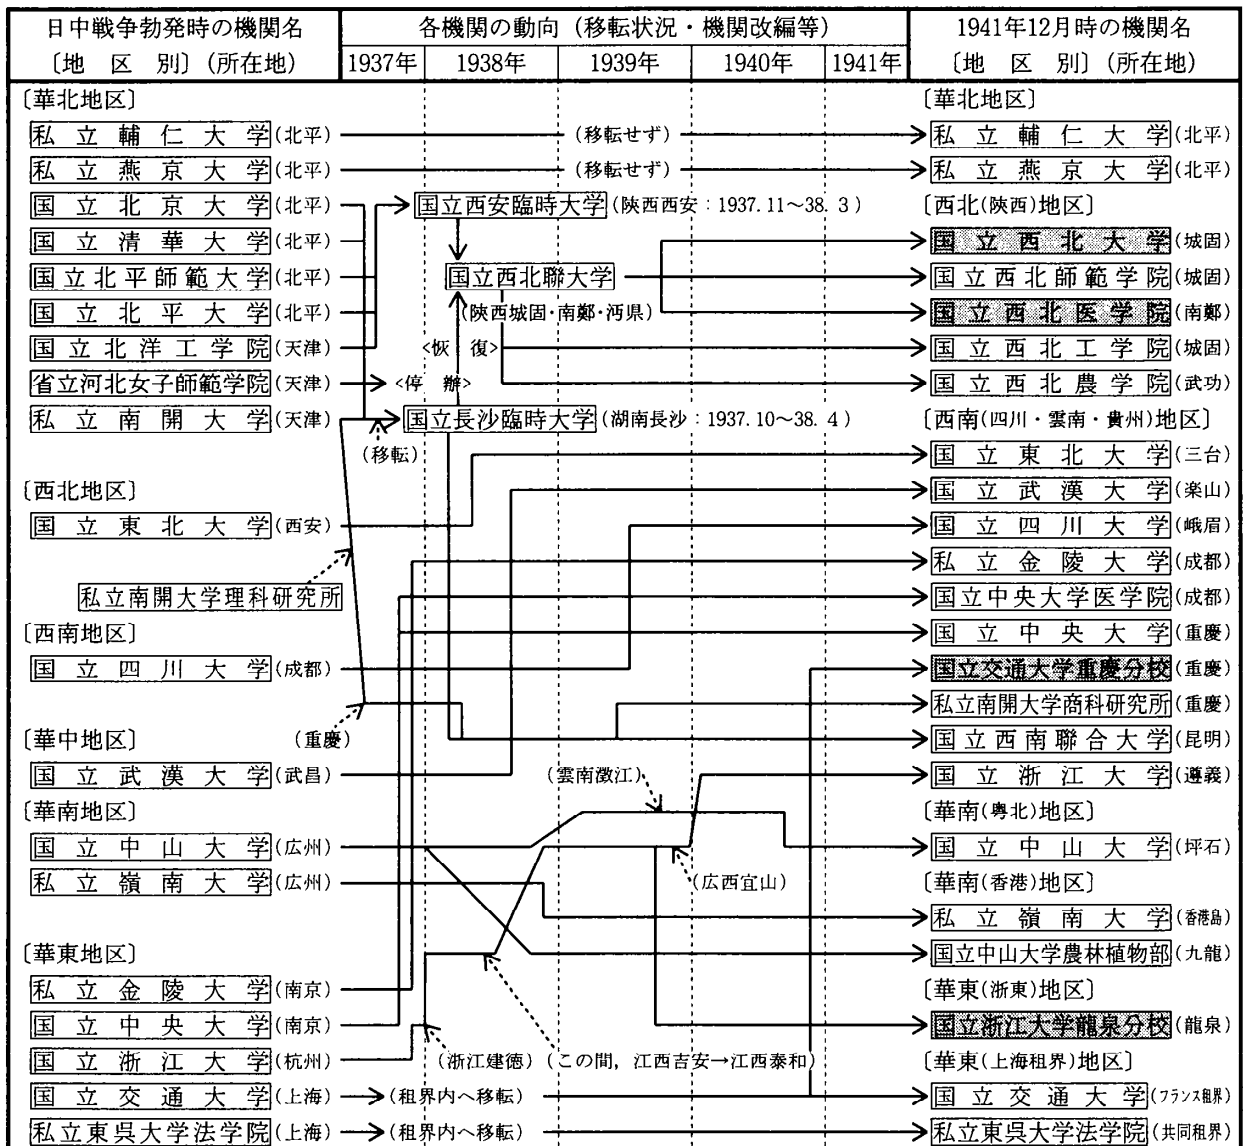 日中戦争勃発時の機関名
〔地 区 別〕(所在地)
各機関の動向(移転状況・機関改編等)
1937年 1938年 1939年 1940年 1941年
1941年12月時の機関名
〔地 区 別〕(所在地)
〔華北地区〕
私立輔仁大学(北平)
私立燕京大学(北平)
国立北京大学(北平)
国立清華大学(北平)
国立北平師範大学(北平)
国立北平大学(北平)
国立北洋工学院(天津)
省立河北女子師範学院(天津)
私立南開大学(天津)
〔西北地区〕
国立東北大学(西安)
私立南開大学理科研究所
〔西南地区〕
国立四川大学(成都)
〔華中地区〕
国立武漢大学(武昌)
〔華南地区〕
国立中山大学(広州)
私立嶺南大学(広州)
〔華東地区〕
私立金陵大学(南京)
国立中央大学(南京)
国立浙江大学(杭州)
国立交通大学(上海)
私立東呉大学法学院(上海)
(移転せず)
(移転せず)
国立西安臨時大学(陝西西安:1937.11~38.3)
国立西北聯大学
(陝西城固・南鄭・沔県)
<恢 復>
<停 辦>
国立長沙臨時大学(湖南長沙:1937.10~38.4)
(移転)
(重慶)
(雲南澂江)
(広西宜山)
(浙江建徳)
(この間,江西吉安→江西泰和)
(租界内へ移転)
(租界内へ移転)
〔華北地区〕
私立輔仁大学(北平)
私立燕京大学(北平)
〔西北(陝西)地区〕
国立西北大学(城固)
国立西北師範学院(城固)
国立西北医学院(南鄭)
国立西北工学院(城固)
国立西北農学院(武功)
〔西南(四川・雲南・貴州)地区〕
国立東北大学(三台)
国立武漢大学(楽山)
国立四川大学(峨眉)
私立金陵大学(成都)
国立中央大学医学院(成都)
国立中央大学(重慶)
国立交通大学重慶分校(重慶)
私立南開大学商科研究所(重慶)
国立西南聯合大学(昆明)
国立浙江大学(遵義)
〔華南(粤北)地区〕
国立中山大学(坪石)
〔華南(香港)地区〕
私立嶺南大学(香港島)
国立中山大学農林植物部(九龍)
〔華東(浙東)地区〕
国立浙江大学龍泉分校(龍泉)
〔華東(上海租界)地区〕
国立交通大学(フランス租界)
私立東呉大学法学院(共同租界)